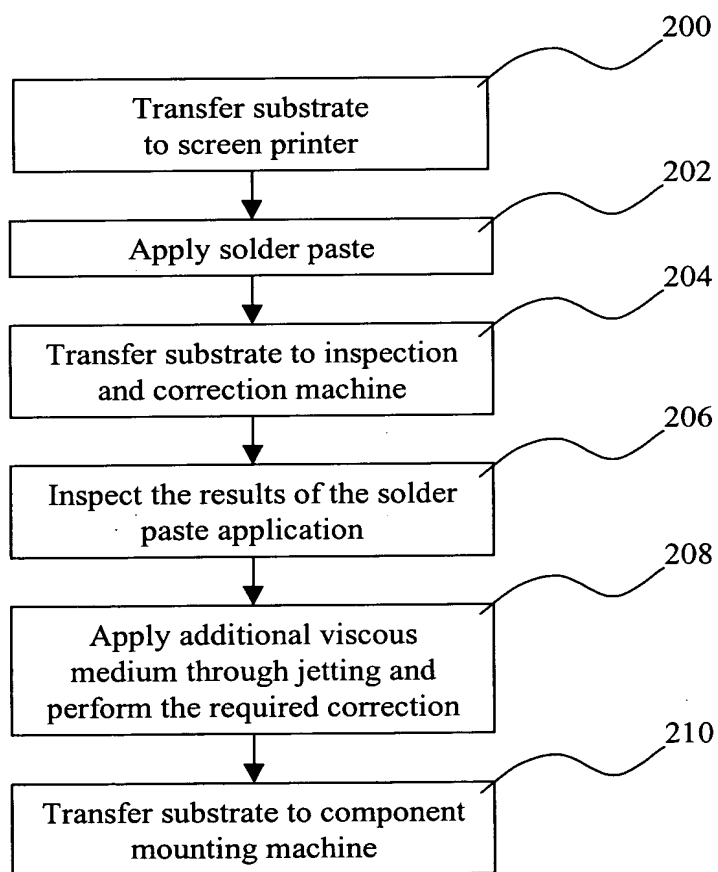 200
Transfer substrate
to screen printer
202
Apply solder paste
204
Transfer substrate to inspection
and correction machine
206
Inspect the results of the solder
paste application
208
Apply additional viscous
medium through jetting and
perform the required correction
210
Transfer substrate to component
mounting machine